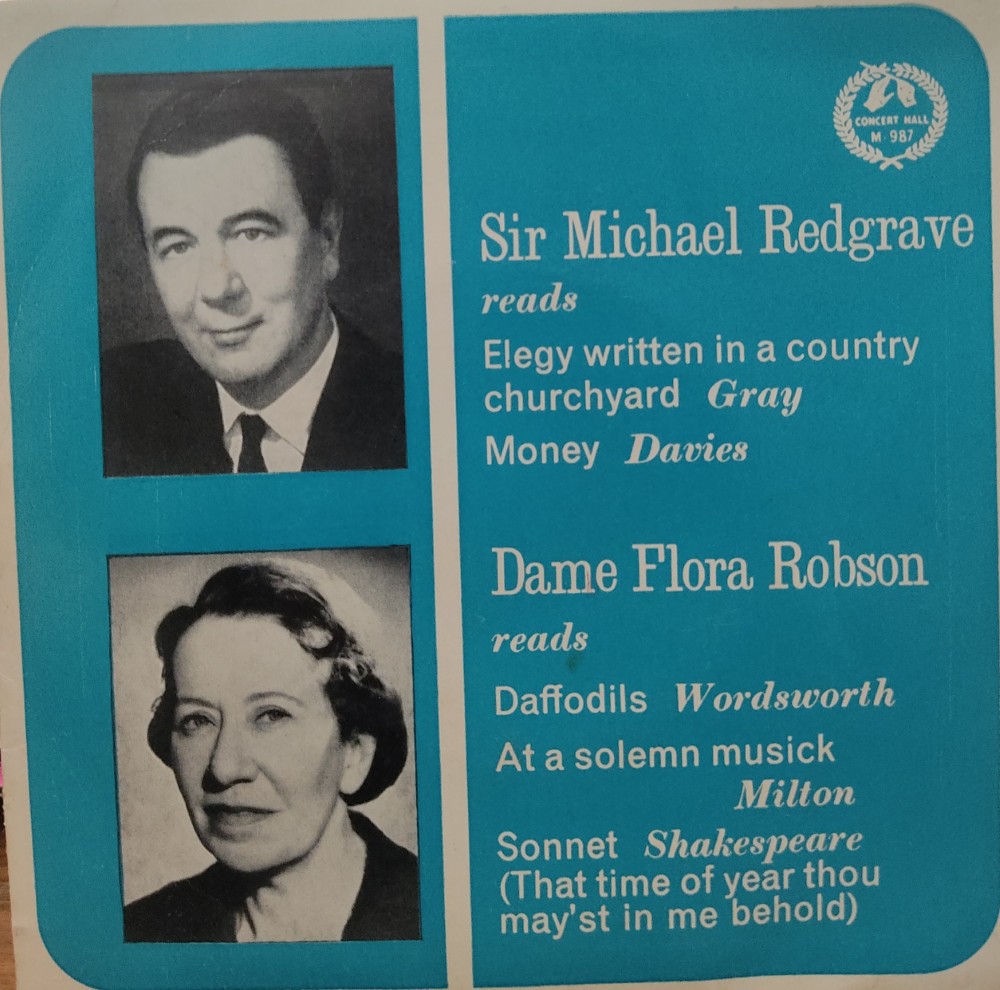 CONCERT HALL
M-987
Sir Michael Redgrave
reads
Elegy written in a country
churchyard Gray
Money Davies
Dame Flora Robson
reads
Daffodils Wordsworth
At a solemn musick
Milton
Sonnet Shakespeare
(That time of year thou
may'st in me behold)